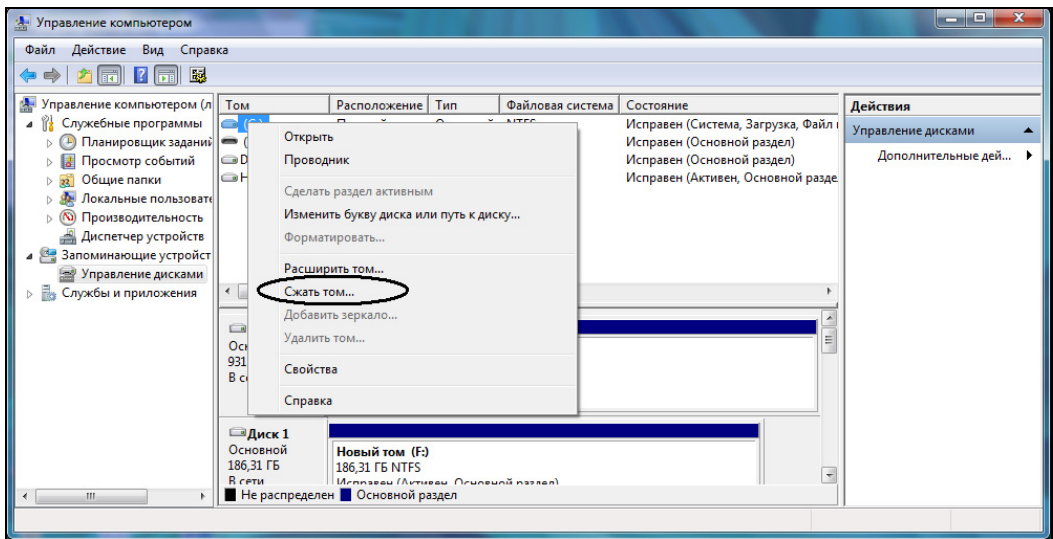 Управление компьютером
Файл Действие Вид Справка
Управление компьютером (л
Служебные программы
Планировщик заданий
Просмотр событий
Общие папки
Локальные пользовате
Производительность
Диспетчер устройств
Запоминающие устройст
Управление дисками
Службы и приложения
Том Расположение Тип Файловая система Состояние
(C:) NTFS Исправен (Система, Загрузка, Файл
( Исправен (Основной раздел)
D Исправен (Основной раздел)
H Исправен (Активен, Основной разде
Открыть
Проводник
Сделать раздел активным
Изменить букву диска или путь к диску...
Форматировать...
Расширить том...
Сжать том...
Добавить зеркало...
Удалить том...
Свойства
Справка
Осн
931
В се
Диск 1
Основной
186,31 ГБ
В сети
Новый том (F:)
186,31 ГБ NTFS
Исправен (Активен, Основной раздел)
Не распределен Основной раздел
Действия
Управление дисками
Дополнительные дей...